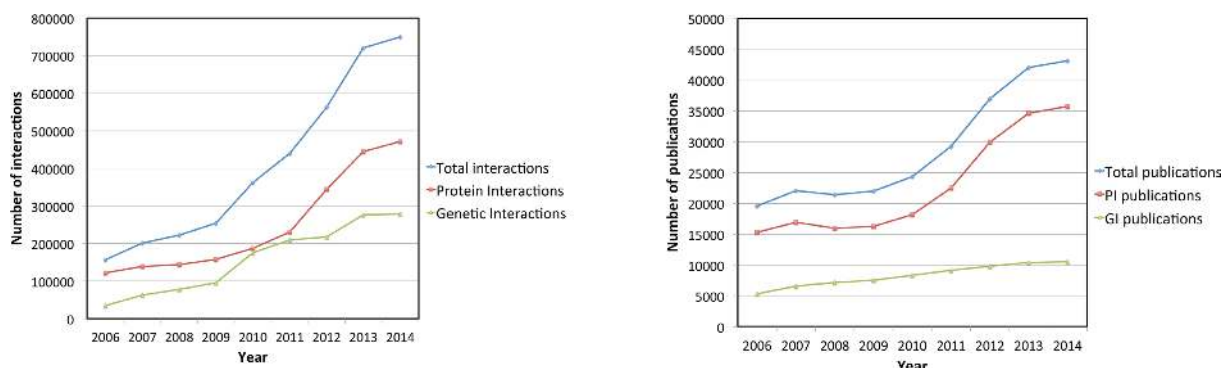 800000
700000
600000
500000
400000
300000
200000
100000
0
Number of interactions
2006 2007 2008 2009 2010 2011 2012 2013 2014
Year
Total interactions
Protein Interactions
Genetic Interactions
50000
45000
40000
35000
30000
25000
20000
15000
10000
5000
0
Number of publications
2006 2007 2008 2009 2010 2011 2012 2013 2014
Year
Total publications
PI publications
GI publications